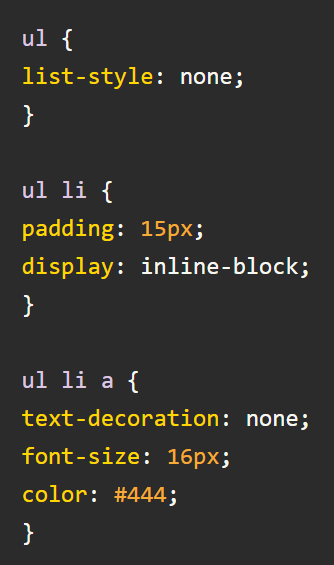 ul {
list-style: none;
}
ul li {
padding: 15px;
display: inline-block;
}
ul li a {
text-decoration: none;
font-size: 16px;
color: #444;
}